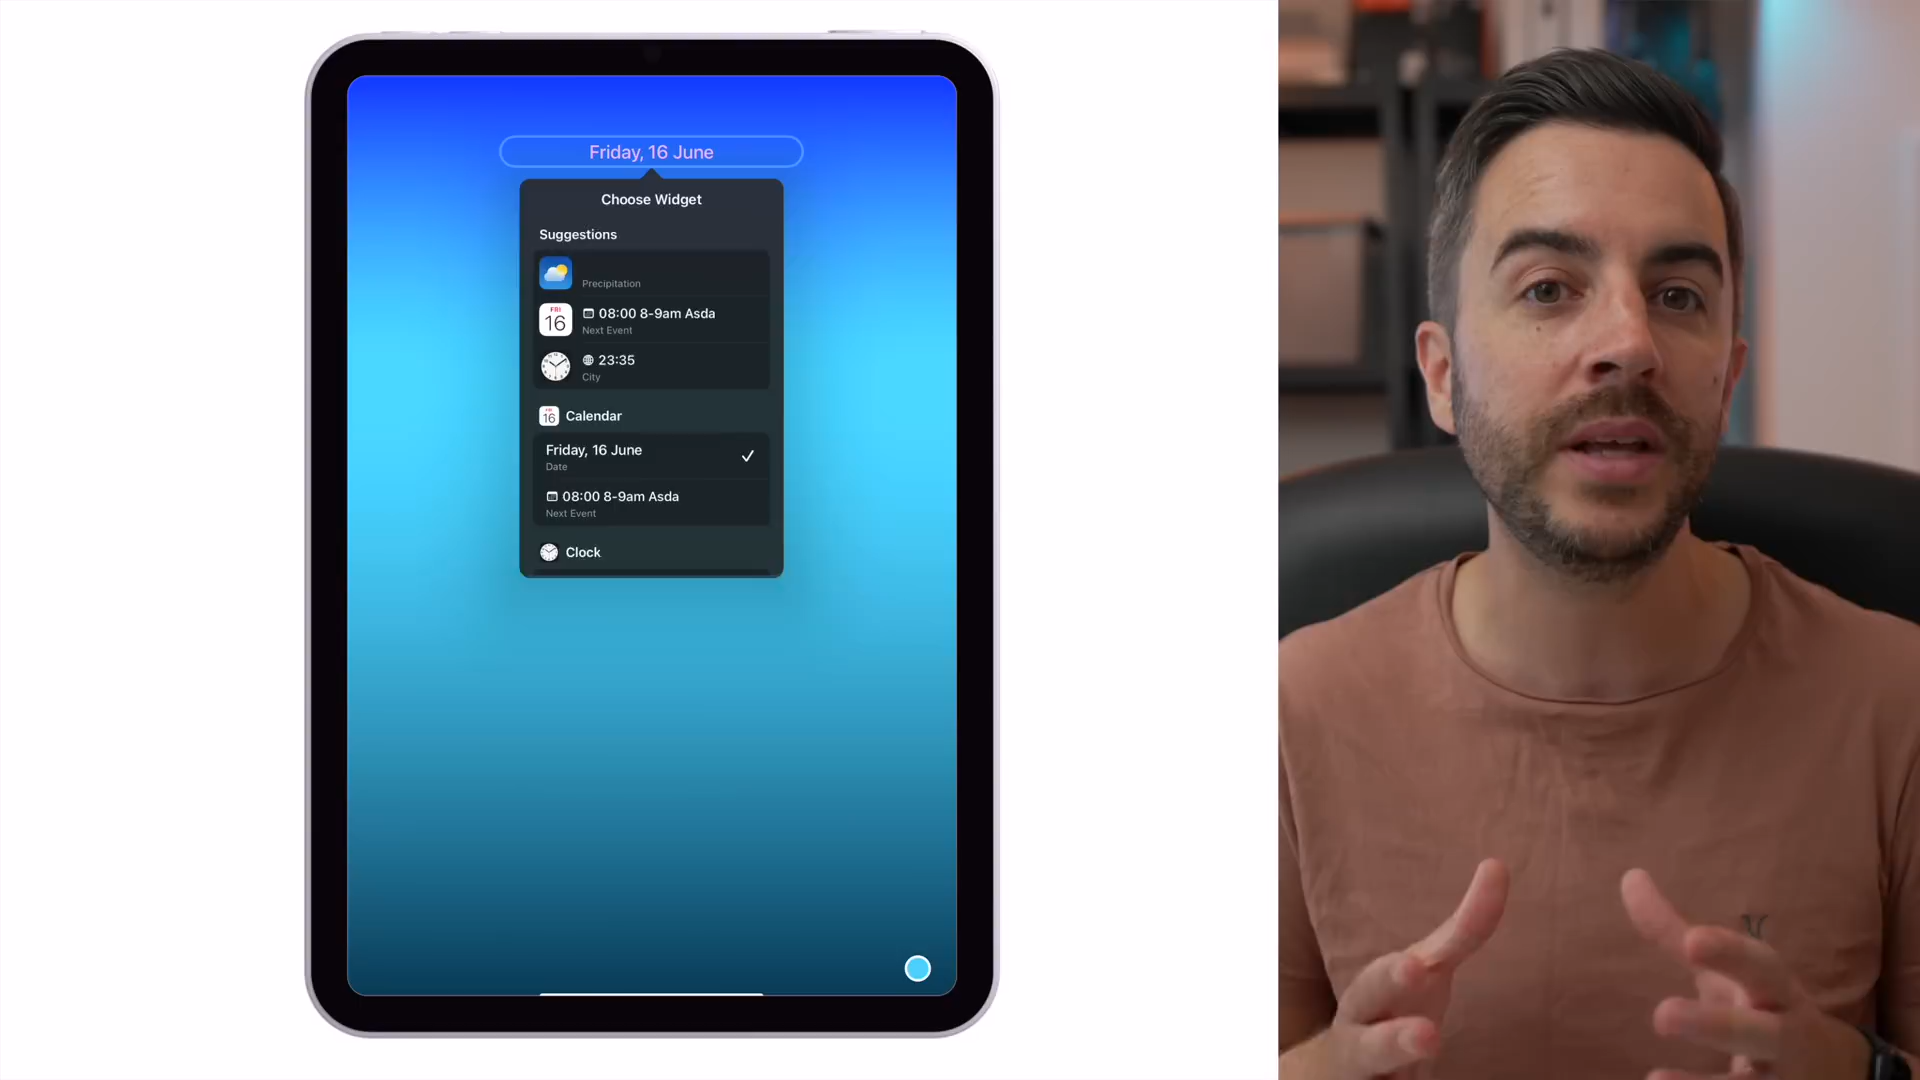 Friday, 16 June
Choose Widget
Suggestions
Precipitation
FRI
16
08:00 8-9am Asda
Next Event
23:35
City
16
Calendar
Friday, 16 June
Date
08:00 8-9am Asda
Next Event
Clock